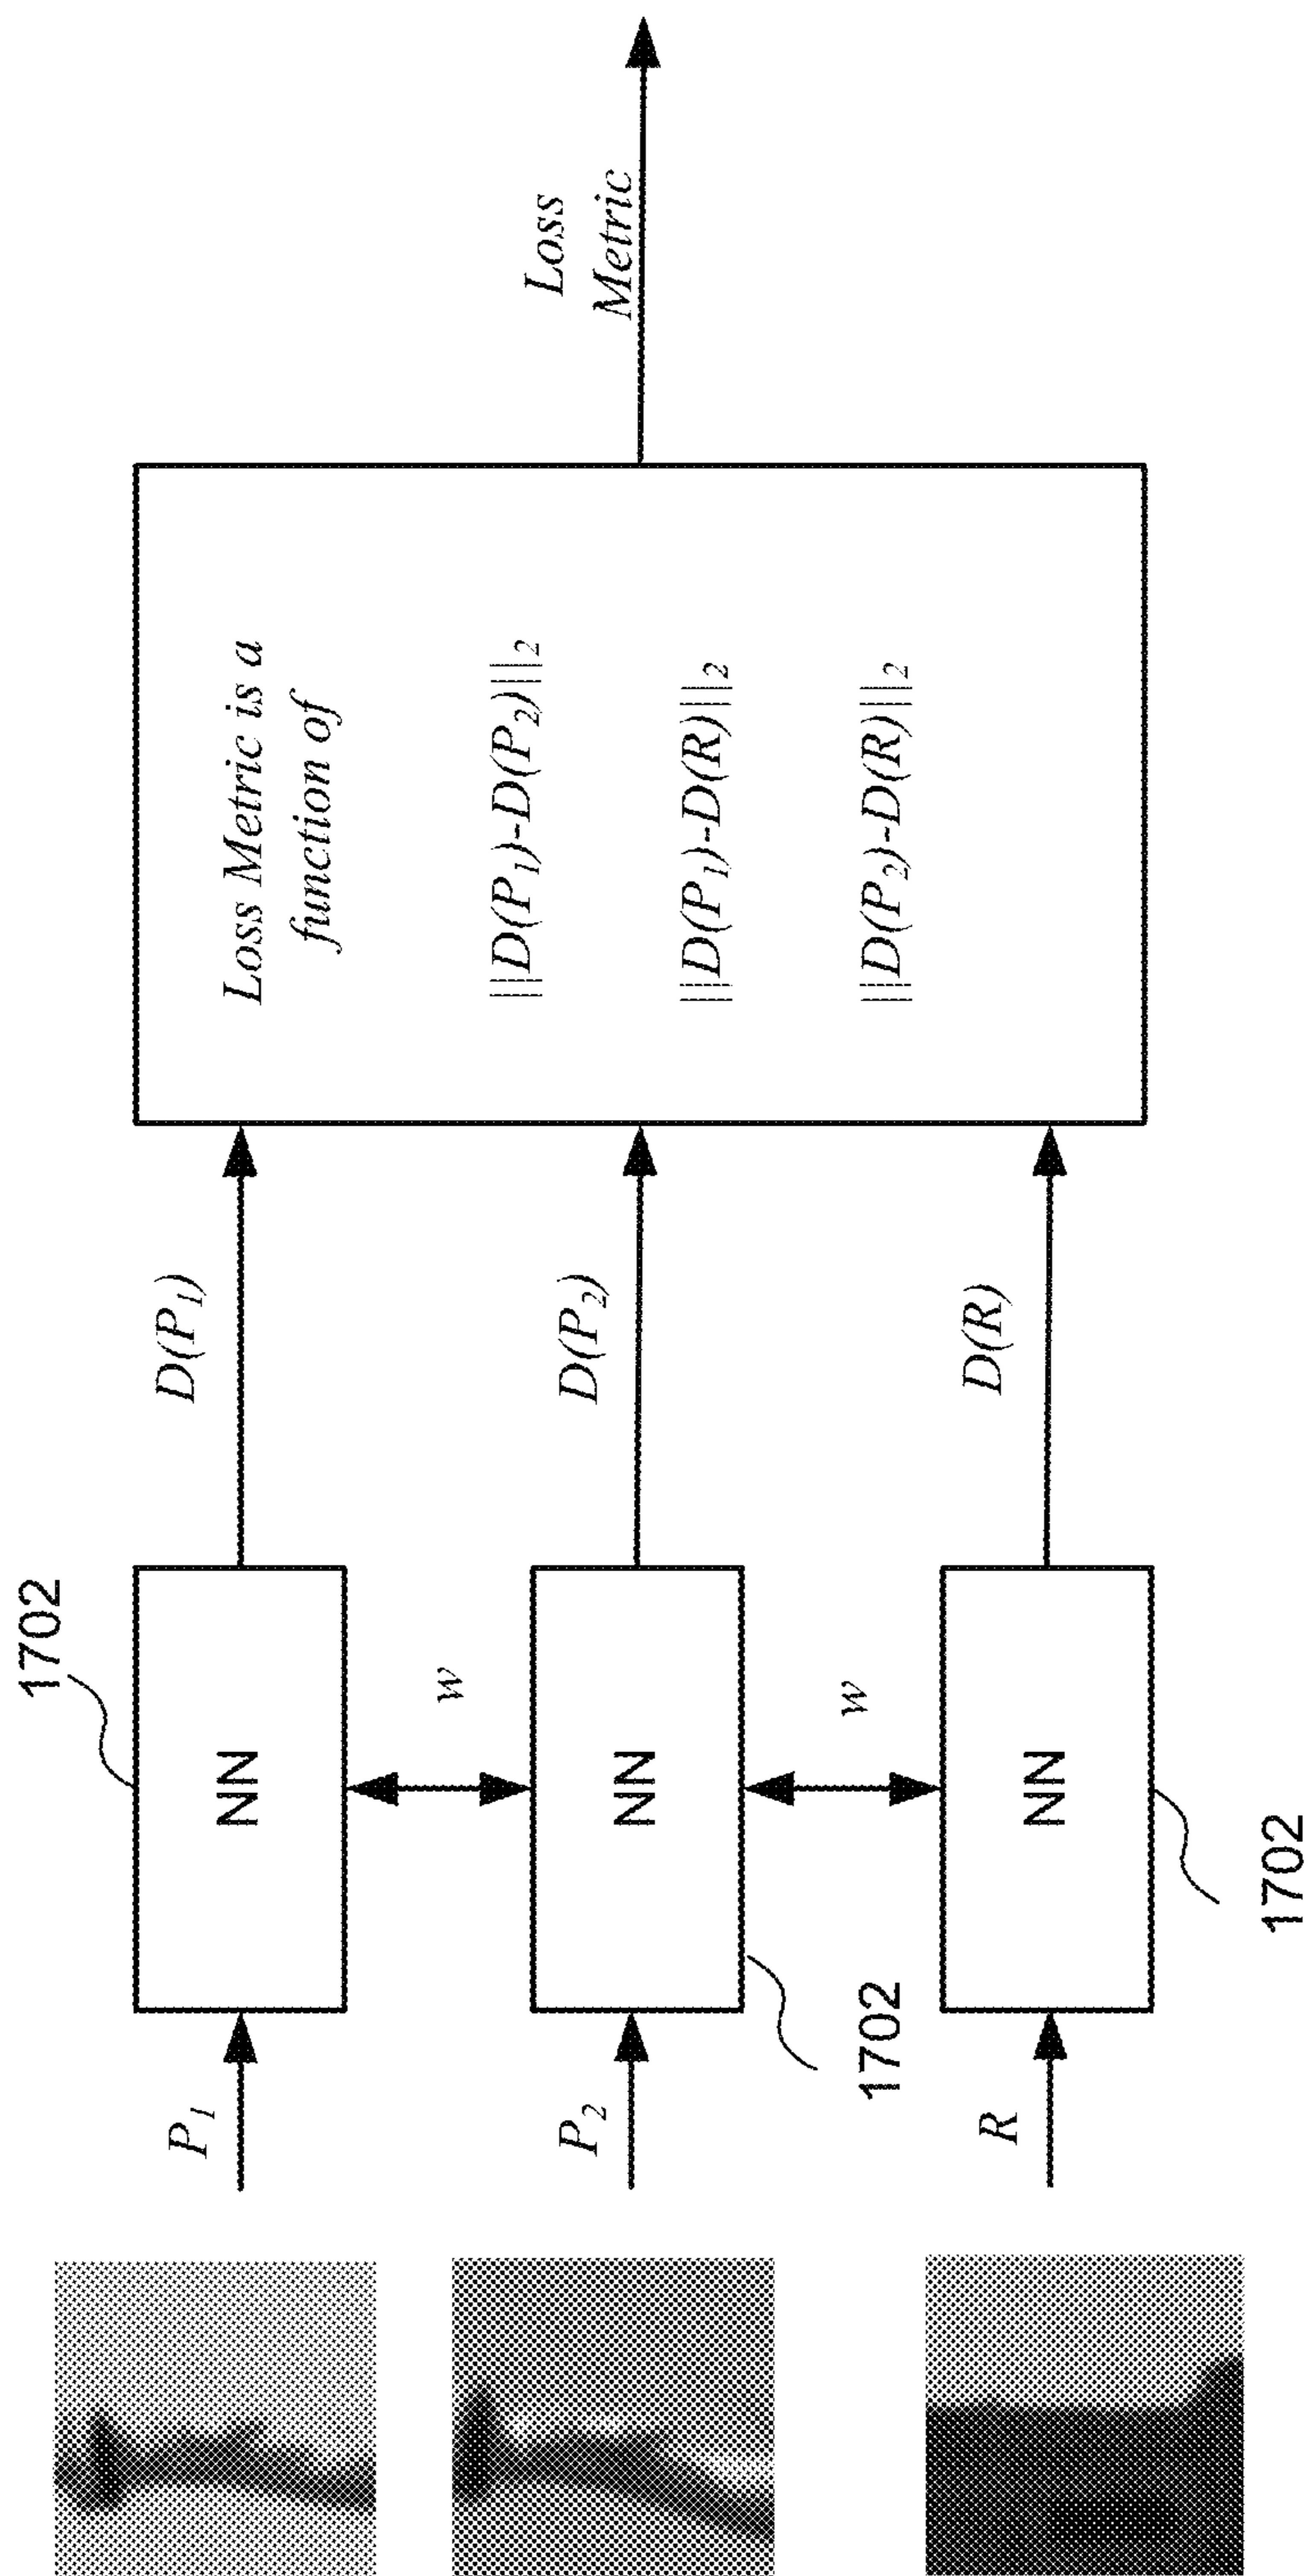 1702
P1
NN
D(P1)
w
P2
NN
D(P2)
1702
w
R
NN
D(R)
1702
Loss Metric is a
function of
||D(P1)-D(P2)||2
||D(P1)-D(R)||2
||D(P2)-D(R)||2
Loss
Metric